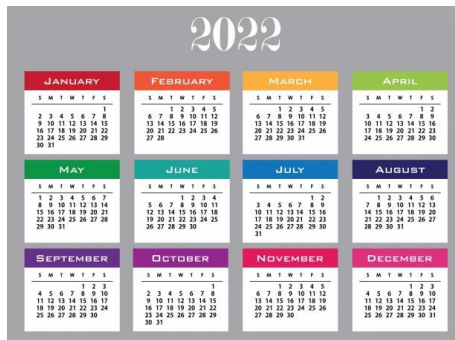 2022
JANUARY
S M T W T F S
1
2 3 4 5 6 7 8
9 10 11 12 13 14 15
16 17 18 19 20 21 22
23 24 25 26 27 28 29
30 31
FEBRUARY
S M T W T F S
1 2 3 4 5
6 7 8 9 10 11 12
13 14 15 16 17 18 19
20 21 22 23 24 25 26
27 28
MARCH
S M T W T F S
1 2 3 4 5
6 7 8 9 10 11 12
13 14 15 16 17 18 19
20 21 22 23 24 25 26
27 28 29 30 31
APRIL
S M T W T F S
1 2
3 4 5 6 7 8 9
10 11 12 13 14 15 16
17 18 19 20 21 22 23
24 25 26 27 28 29 30
MAY
S M T W T F S
1 2 3 4 5 6 7
8 9 10 11 12 13 14
15 16 17 18 19 20 21
22 23 24 25 26 27 28
29 30 31
JUNE
S M T W T F S
1 2 3 4
5 6 7 8 9 10 11
12 13 14 15 16 17 18
19 20 21 22 23 24 25
26 27 28 29 30
JULY
S M T W T F S
1 2
3 4 5 6 7 8 9
10 11 12 13 14 15 16
17 18 19 20 21 22 23
24 25 26 27 28 29 30
31
AUGUST
S M T W T F S
1 2 3 4 5 6
7 8 9 10 11 12 13
14 15 16 17 18 19 20
21 22 23 24 25 26 27
28 29 30 31
SEPTEMBER
S M T W T F S
1 2 3
4 5 6 7 8 9 10
11 12 13 14 15 16 17
18 19 20 21 22 23 24
25 26 27 28 29 30
OCTOBER
S M T W T F S
1
2 3 4 5 6 7 8
9 10 11 12 13 14 15
16 17 18 19 20 21 22
23 24 25 26 27 28 29
30 31
NOVEMBER
S M T W T F S
1 2 3 4 5
6 7 8 9 10 11 12
13 14 15 16 17 18 19
20 21 22 23 24 25 26
27 28 29 30
DECEMBER
S M T W T F S
1 2 3
4 5 6 7 8 9 10
11 12 13 14 15 16 17
18 19 20 21 22 23 24
25 26 27 28 29 30 31